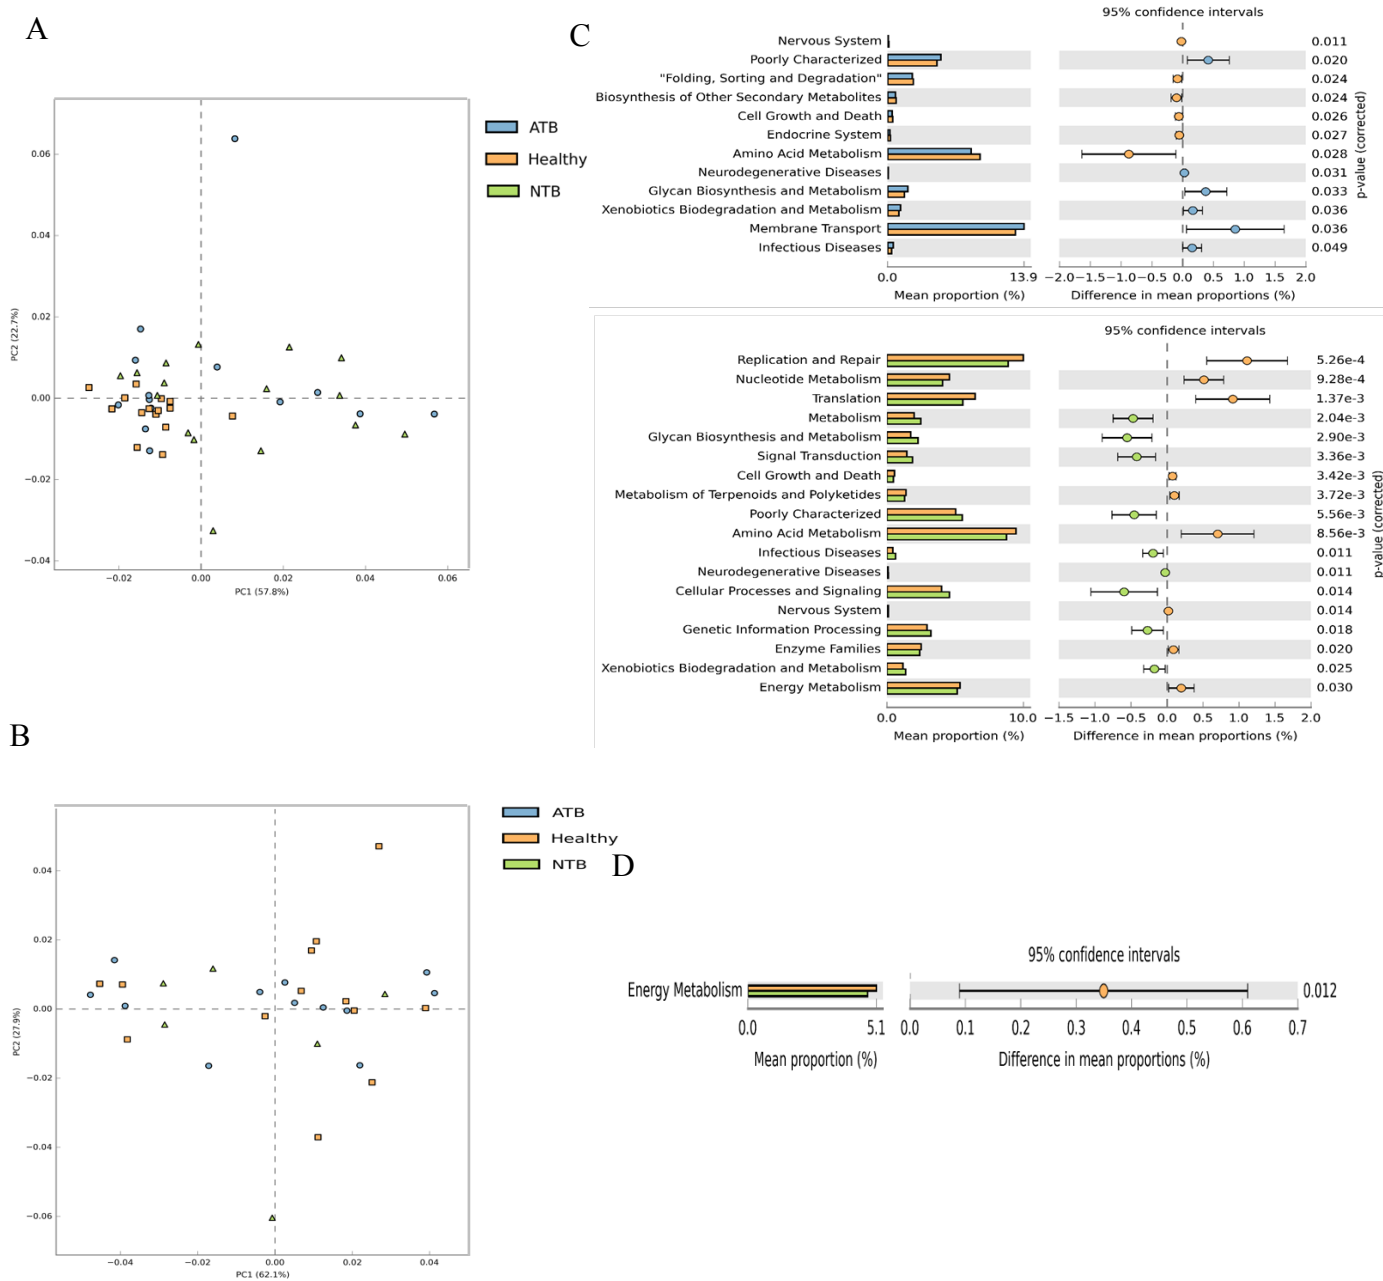 A
0.06
0.04
0.02
0.00
−0.02
−0.04
−0.02
0.00
0.02
0.04
0.06
PC2 (22.7%)
PC1 (57.8%)
ATB
Healthy
NTB
B
0.04
0.02
0.00
−0.02
−0.04
−0.06
−0.04
−0.02
0.00
0.02
0.04
PC2 (27.9%)
PC1 (62.1%)
ATB
Healthy
NTB
C
95% confidence intervals
Nervous System 0.011
Poorly Characterized 0.020
"Folding, Sorting and Degradation" 0.024
Biosynthesis of Other Secondary Metabolites 0.024
Cell Growth and Death 0.026
Endocrine System 0.027
Amino Acid Metabolism 0.028
Neurodegenerative Diseases 0.031
Glycan Biosynthesis and Metabolism 0.033
Xenobiotics Biodegradation and Metabolism 0.036
Membrane Transport 0.036
Infectious Diseases 0.049
p-value (corrected)
0.0 13.9 −2.0 −1.5 −1.0 −0.5 0.0 0.5 1.0 1.5 2.0
Mean proportion (%) Difference in mean proportions (%)
95% confidence intervals
Replication and Repair 5.26e-4
Nucleotide Metabolism 9.28e-4
Translation 1.37e-3
Metabolism 2.04e-3
Glycan Biosynthesis and Metabolism 2.90e-3
Signal Transduction 3.36e-3
Cell Growth and Death 3.42e-3
Metabolism of Terpenoids and Polyketides 3.72e-3
Poorly Characterized 5.56e-3
Amino Acid Metabolism 8.56e-3
Infectious Diseases 0.011
Neurodegenerative Diseases 0.011
Cellular Processes and Signaling 0.014
Nervous System 0.014
Genetic Information Processing 0.018
Enzyme Families 0.020
Xenobiotics Biodegradation and Metabolism 0.025
Energy Metabolism 0.030
p-value (corrected)
0.0 10.0 −1.5 −1.0 −0.5 0.0 0.5 1.0 1.5 2.0
Mean proportion (%) Difference in mean proportions (%)
D
95% confidence intervals
Energy Metabolism 0.012
0.0 5.1 0.0 0.1 0.2 0.3 0.4 0.5 0.6 0.7
Mean proportion (%) Difference in mean proportions (%)